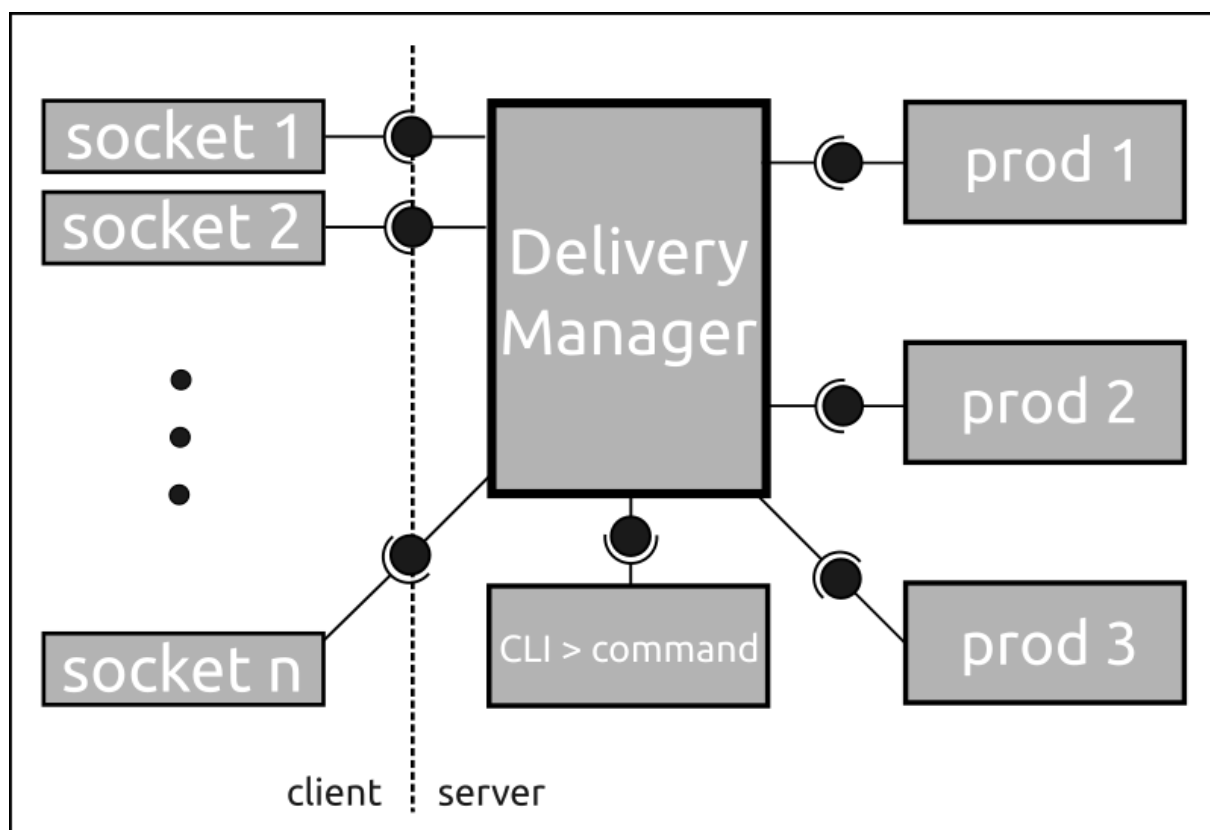 socket 1
socket 2
socket n
Delivery
Manager
CLI > command
prod 1
prod 2
prod 3
client
server